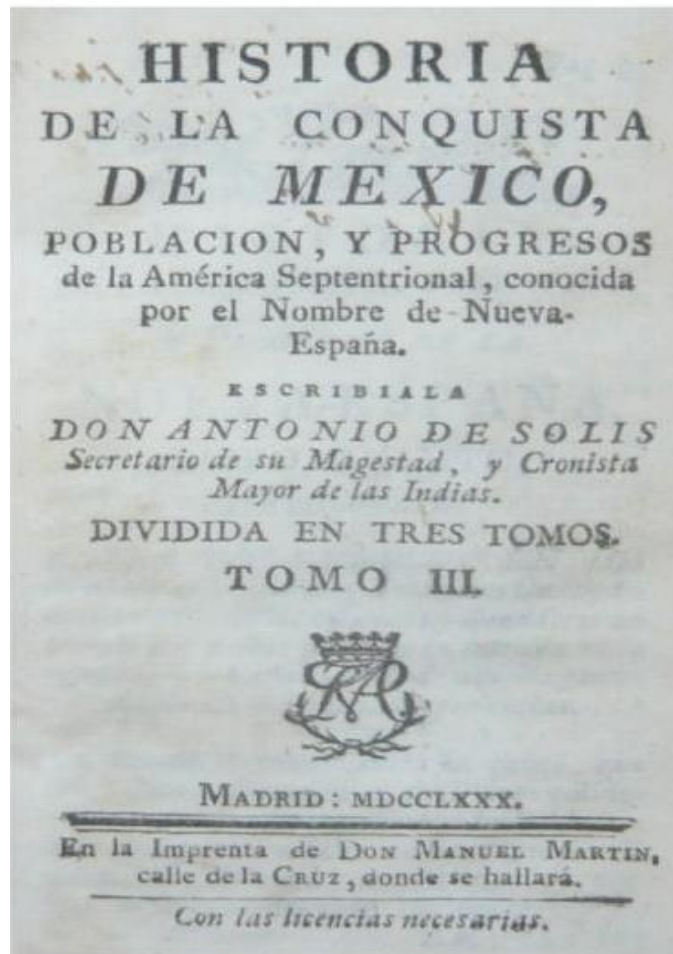 HISTORIA
DE LA CONQUISTA
DE MEXICO,
POBLACION, Y PROGRESOS
de la América Septentrional, conocida
por el Nombre de Nueva-
España.
ESCRIBIALA
DON ANTONIO DE SOLIS
Secretario de su Magestad, y Cronista
Mayor de las Indias.
DIVIDIDA EN TRES TOMOS.
TOMO III.
MADRID: MDCCLXXX.
En la Imprenta de DON MANUEL MARTIN,
calle de la CRUZ, donde se hallará.
Con las licencias necesarias.